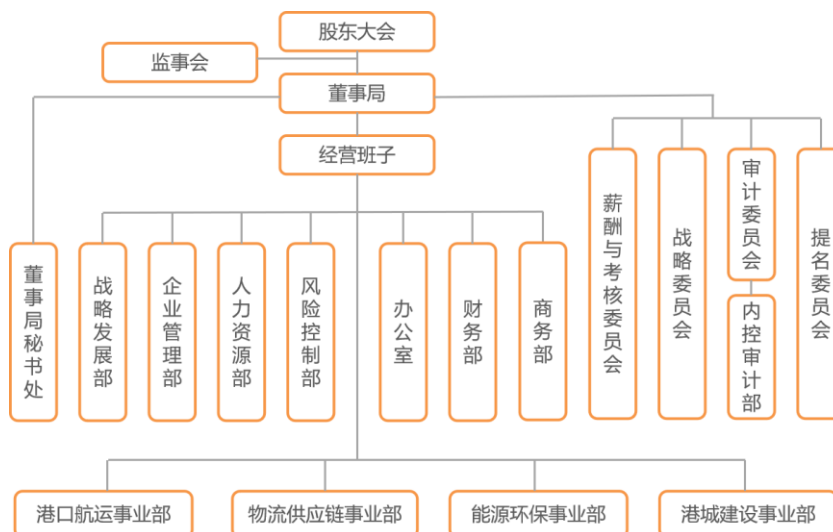 股东大会
监事会
董事局
经营班子
董事局秘书处
战略发展部
企业管理部
人力资源部
风险控制部
办公室
财务部
商务部
薪酬与考核委员会
战略委员会
审计委员会
内控审计部
提名委员会
港口航运事业部
物流供应链事业部
能源环保事业部
港城建设事业部